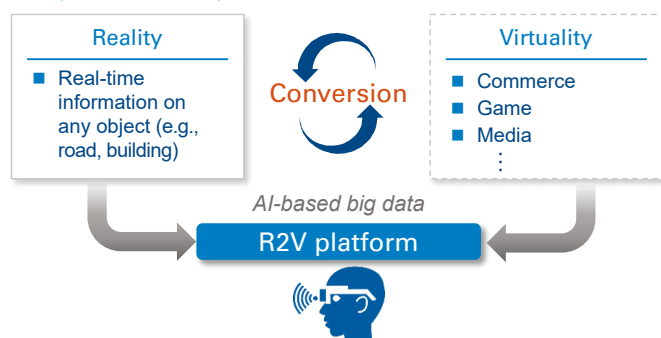 Reality
■ Real-time
information on
any object (e.g.,
road, building)
Conversion
Virtuality
■ Commerce
■ Game
■ Media
⋮
AI-based big data
R2V platform